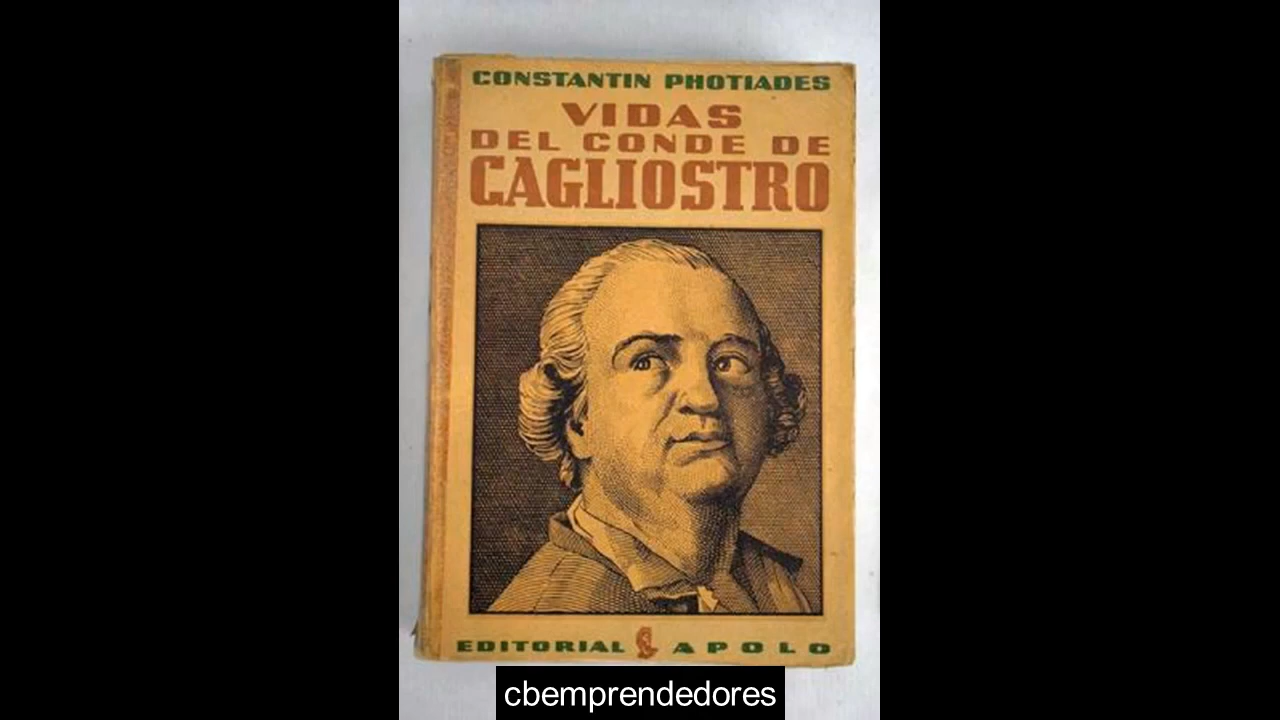 CONSTANTIN PHOTIADES
VIDAS
DEL CONDE DE
CAGLIOSTRO
EDITORIAL APOLO
cbemprendedores